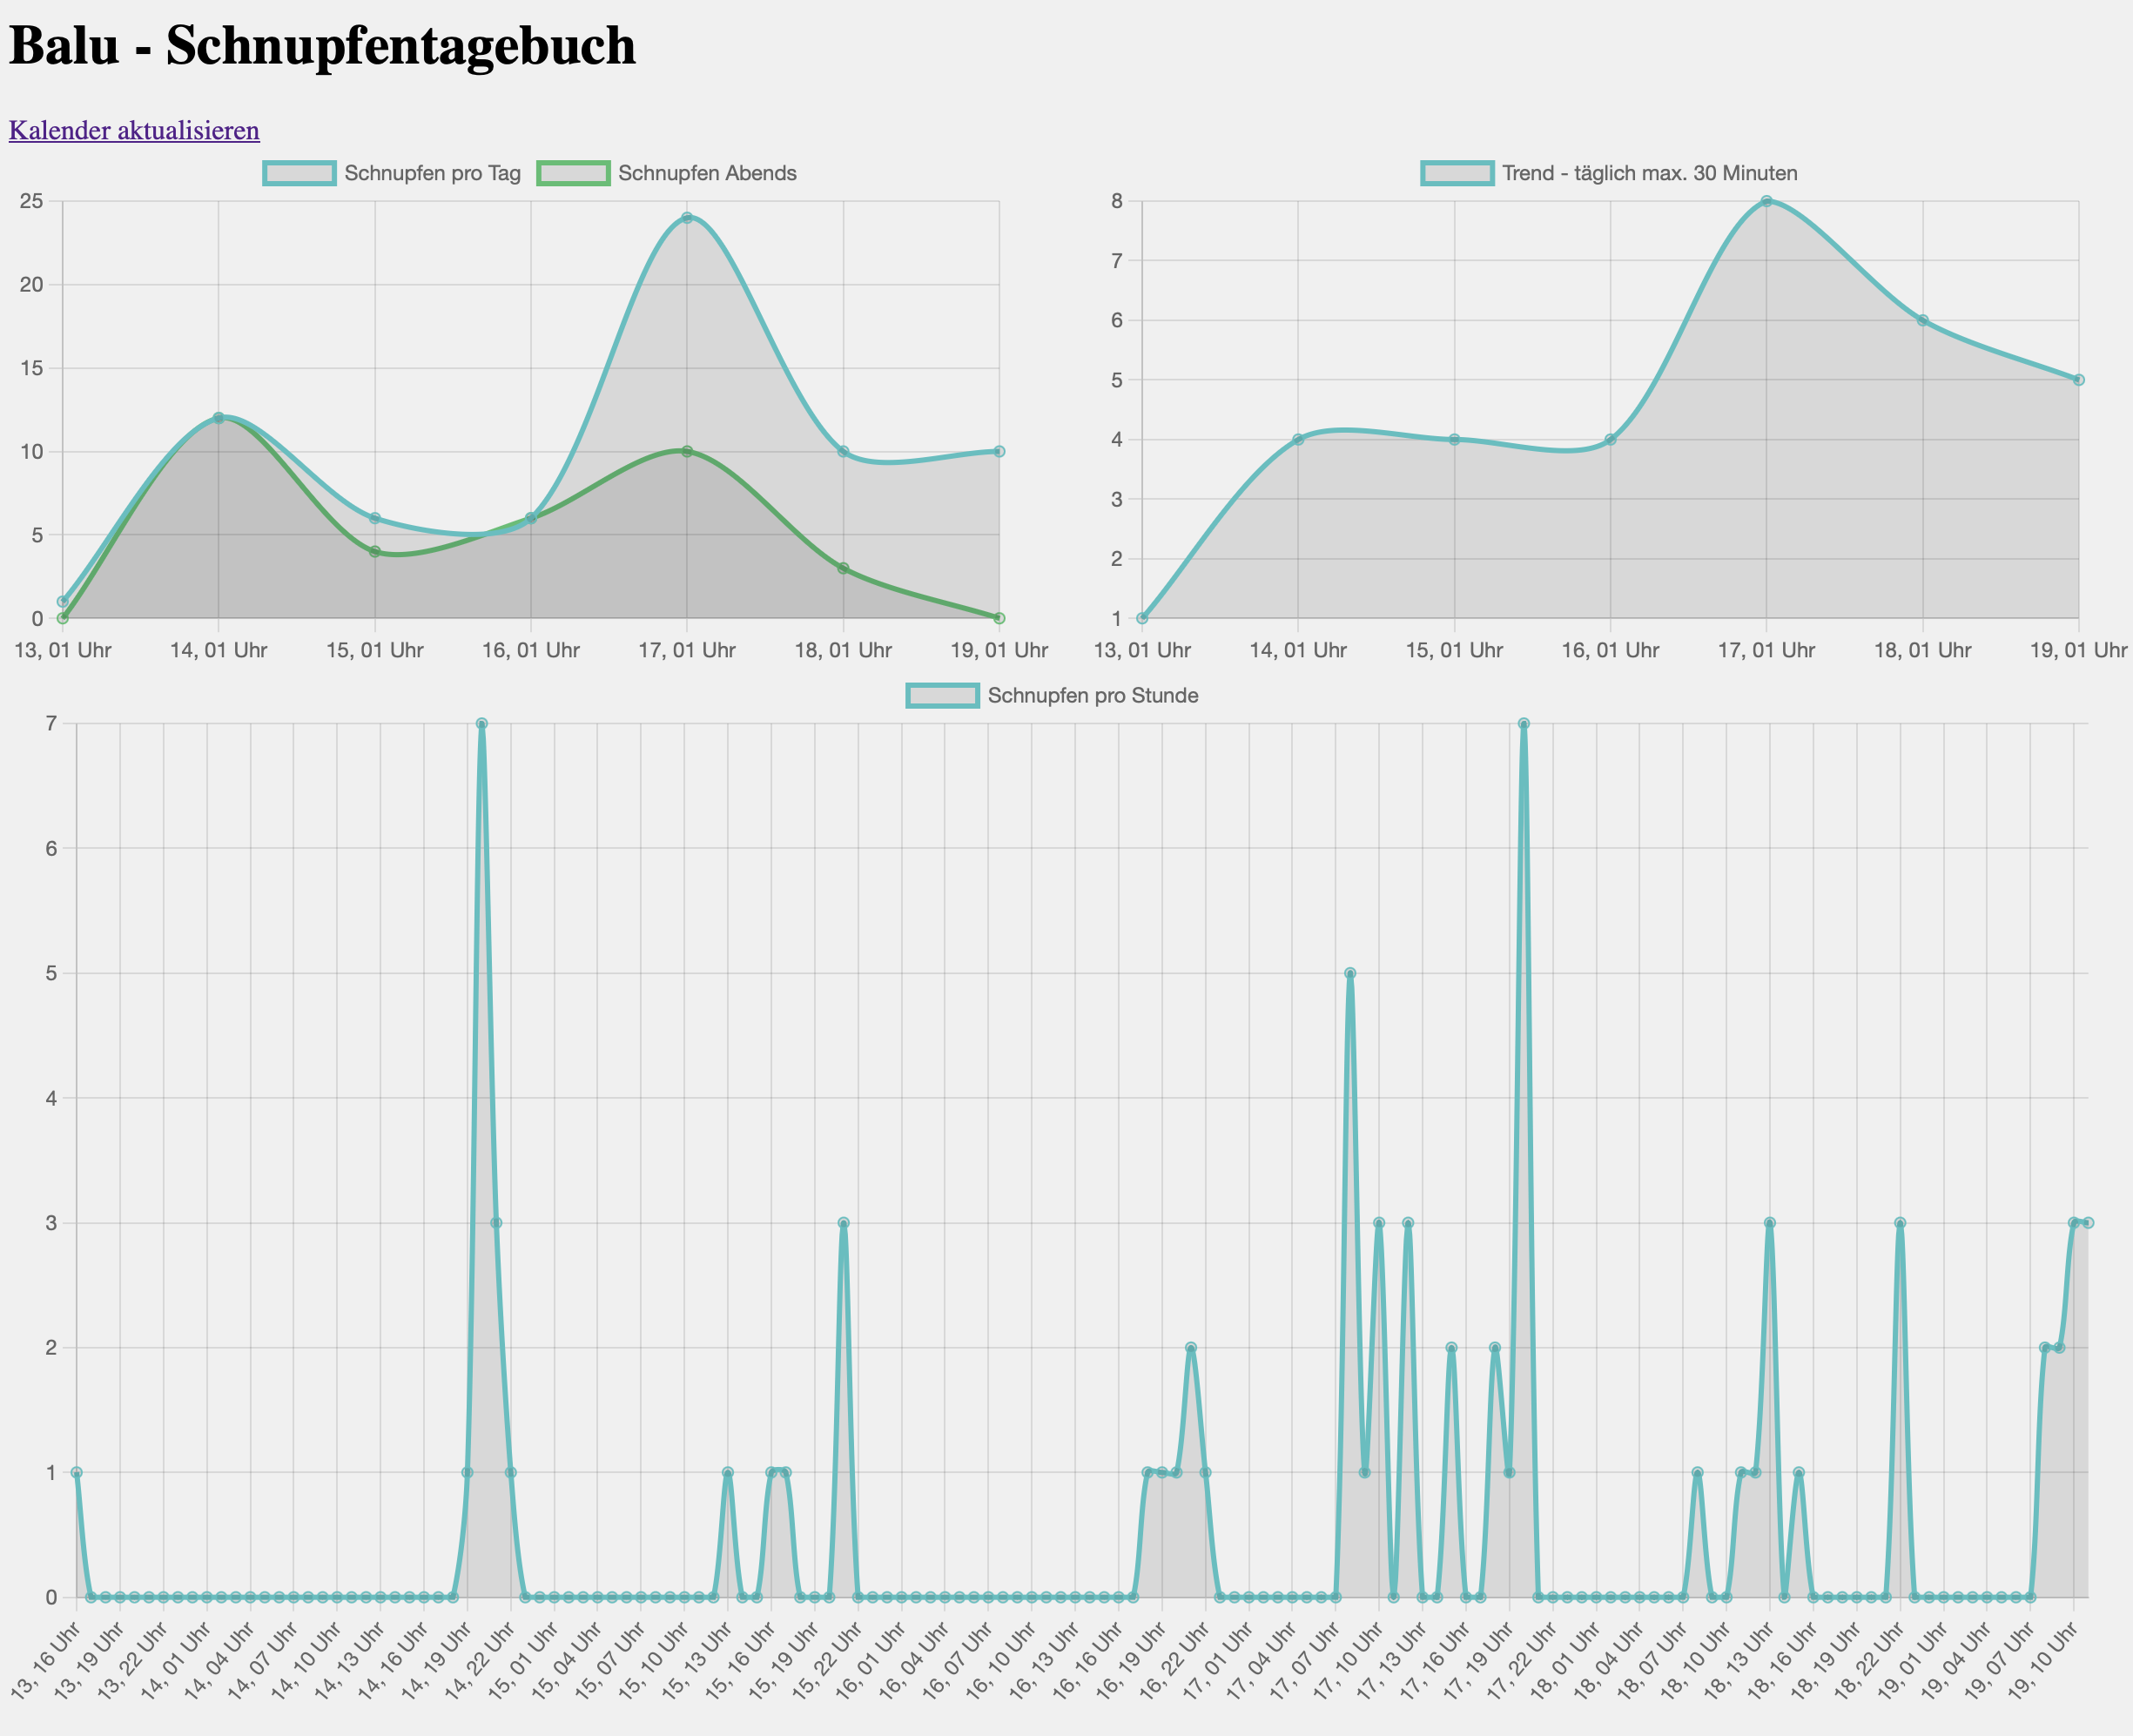 Balu - Schnupfentagebuch
Kalender aktualisieren
Schnupfen pro Tag Schnupfen Abends
25
20
15
10
5
0
13, 01 Uhr 14, 01 Uhr 15, 01 Uhr 16, 01 Uhr 17, 01 Uhr 18, 01 Uhr 19, 01 Uhr
Trend - täglich max. 30 Minuten
8
7
6
5
4
3
2
1
13, 01 Uhr 14, 01 Uhr 15, 01 Uhr 16, 01 Uhr 17, 01 Uhr 18, 01 Uhr 19, 01 Uhr
Schnupfen pro Stunde
7
6
5
4
3
2
1
0
13, 16 Uhr
13, 19 Uhr
13, 22 Uhr
14, 01 Uhr
14, 04 Uhr
14, 07 Uhr
14, 10 Uhr
14, 13 Uhr
14, 16 Uhr
14, 19 Uhr
14, 22 Uhr
15, 01 Uhr
15, 04 Uhr
15, 07 Uhr
15, 10 Uhr
15, 13 Uhr
15, 16 Uhr
15, 19 Uhr
15, 22 Uhr
16, 01 Uhr
16, 04 Uhr
16, 07 Uhr
16, 10 Uhr
16, 13 Uhr
16, 16 Uhr
16, 19 Uhr
16, 22 Uhr
17, 01 Uhr
17, 04 Uhr
17, 07 Uhr
17, 10 Uhr
17, 13 Uhr
17, 16 Uhr
17, 19 Uhr
17, 22 Uhr
18, 01 Uhr
18, 04 Uhr
18, 07 Uhr
18, 10 Uhr
18, 13 Uhr
18, 16 Uhr
18, 19 Uhr
18, 22 Uhr
19, 01 Uhr
19, 04 Uhr
19, 07 Uhr
19, 10 Uhr